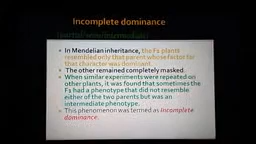 Incomplete dominance
(partial/semi/intermediate)
In Mendelian inheritance, the F1 plants
resembled only that parent whose factor for
that character was dominant.
The other remained completely masked.
When similar experiments were repeated on
other plants, it was found that sometimes the
F1 had a phenotype that did not resemble
either of the two parents but was an
intermediate phenotype.
This phenomenon was termed as incomplete
dominance.